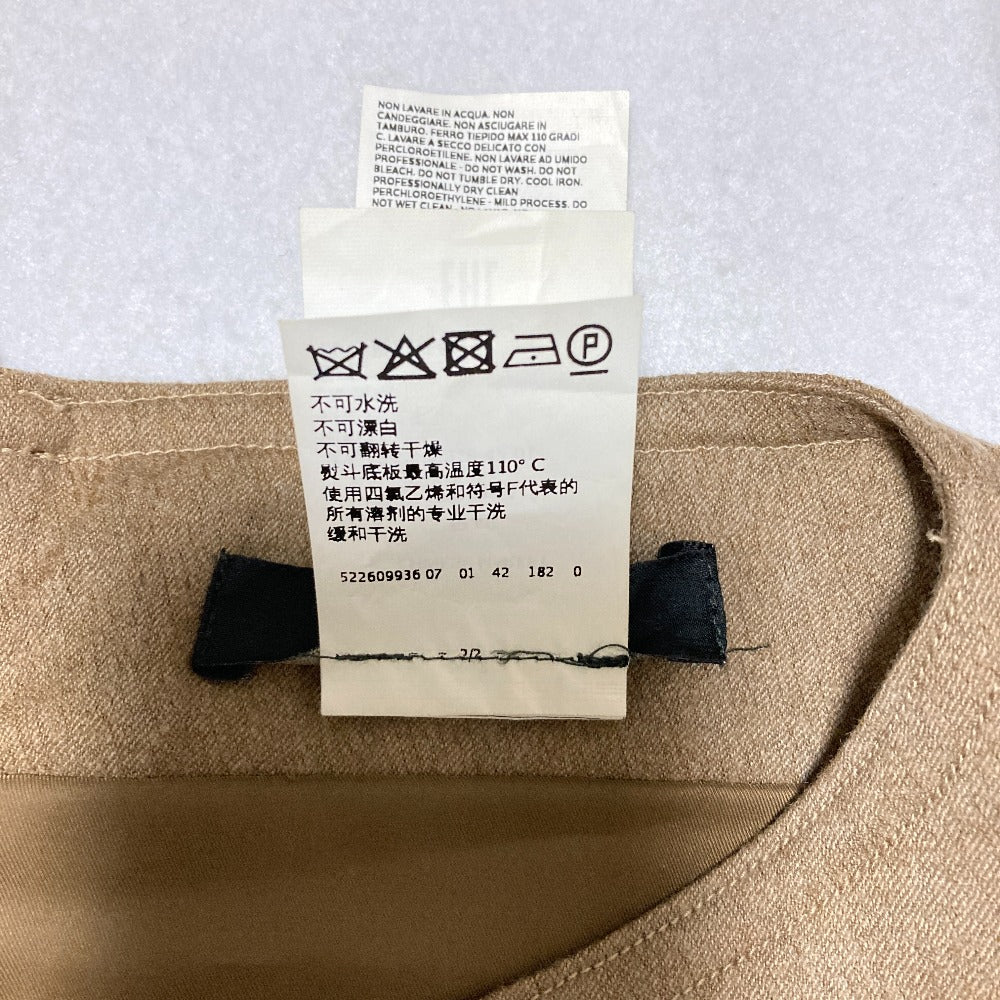 NON LAVARE IN ACQUA. NON
CANDEGGIARE. NON ASCIUGARE IN
TAMBURO. FERRO TIEPIDO MAX 110 GRADI
C. LAVARE A SECCO DELICATO CON
PERCLOROETILENE. NON LAVARE AD UMIDO
PROFESSIONALE - DO NOT WASH. DO NOT
BLEACH. DO NOT TUMBLE DRY. COOL IRON.
PROFESSIONALLY DRY CLEAN
PERCHLOROETHYLENE - MILD PROCESS. DO
NOT WET CLEAN -
P
不可水洗
不可漂白
不可翻转干燥
熨斗底板最高温度110° C
使用四氯乙烯和符号F代表的
所有溶剂的专业干洗
缓和干洗
522609936 07 01 42 182 0
2/2